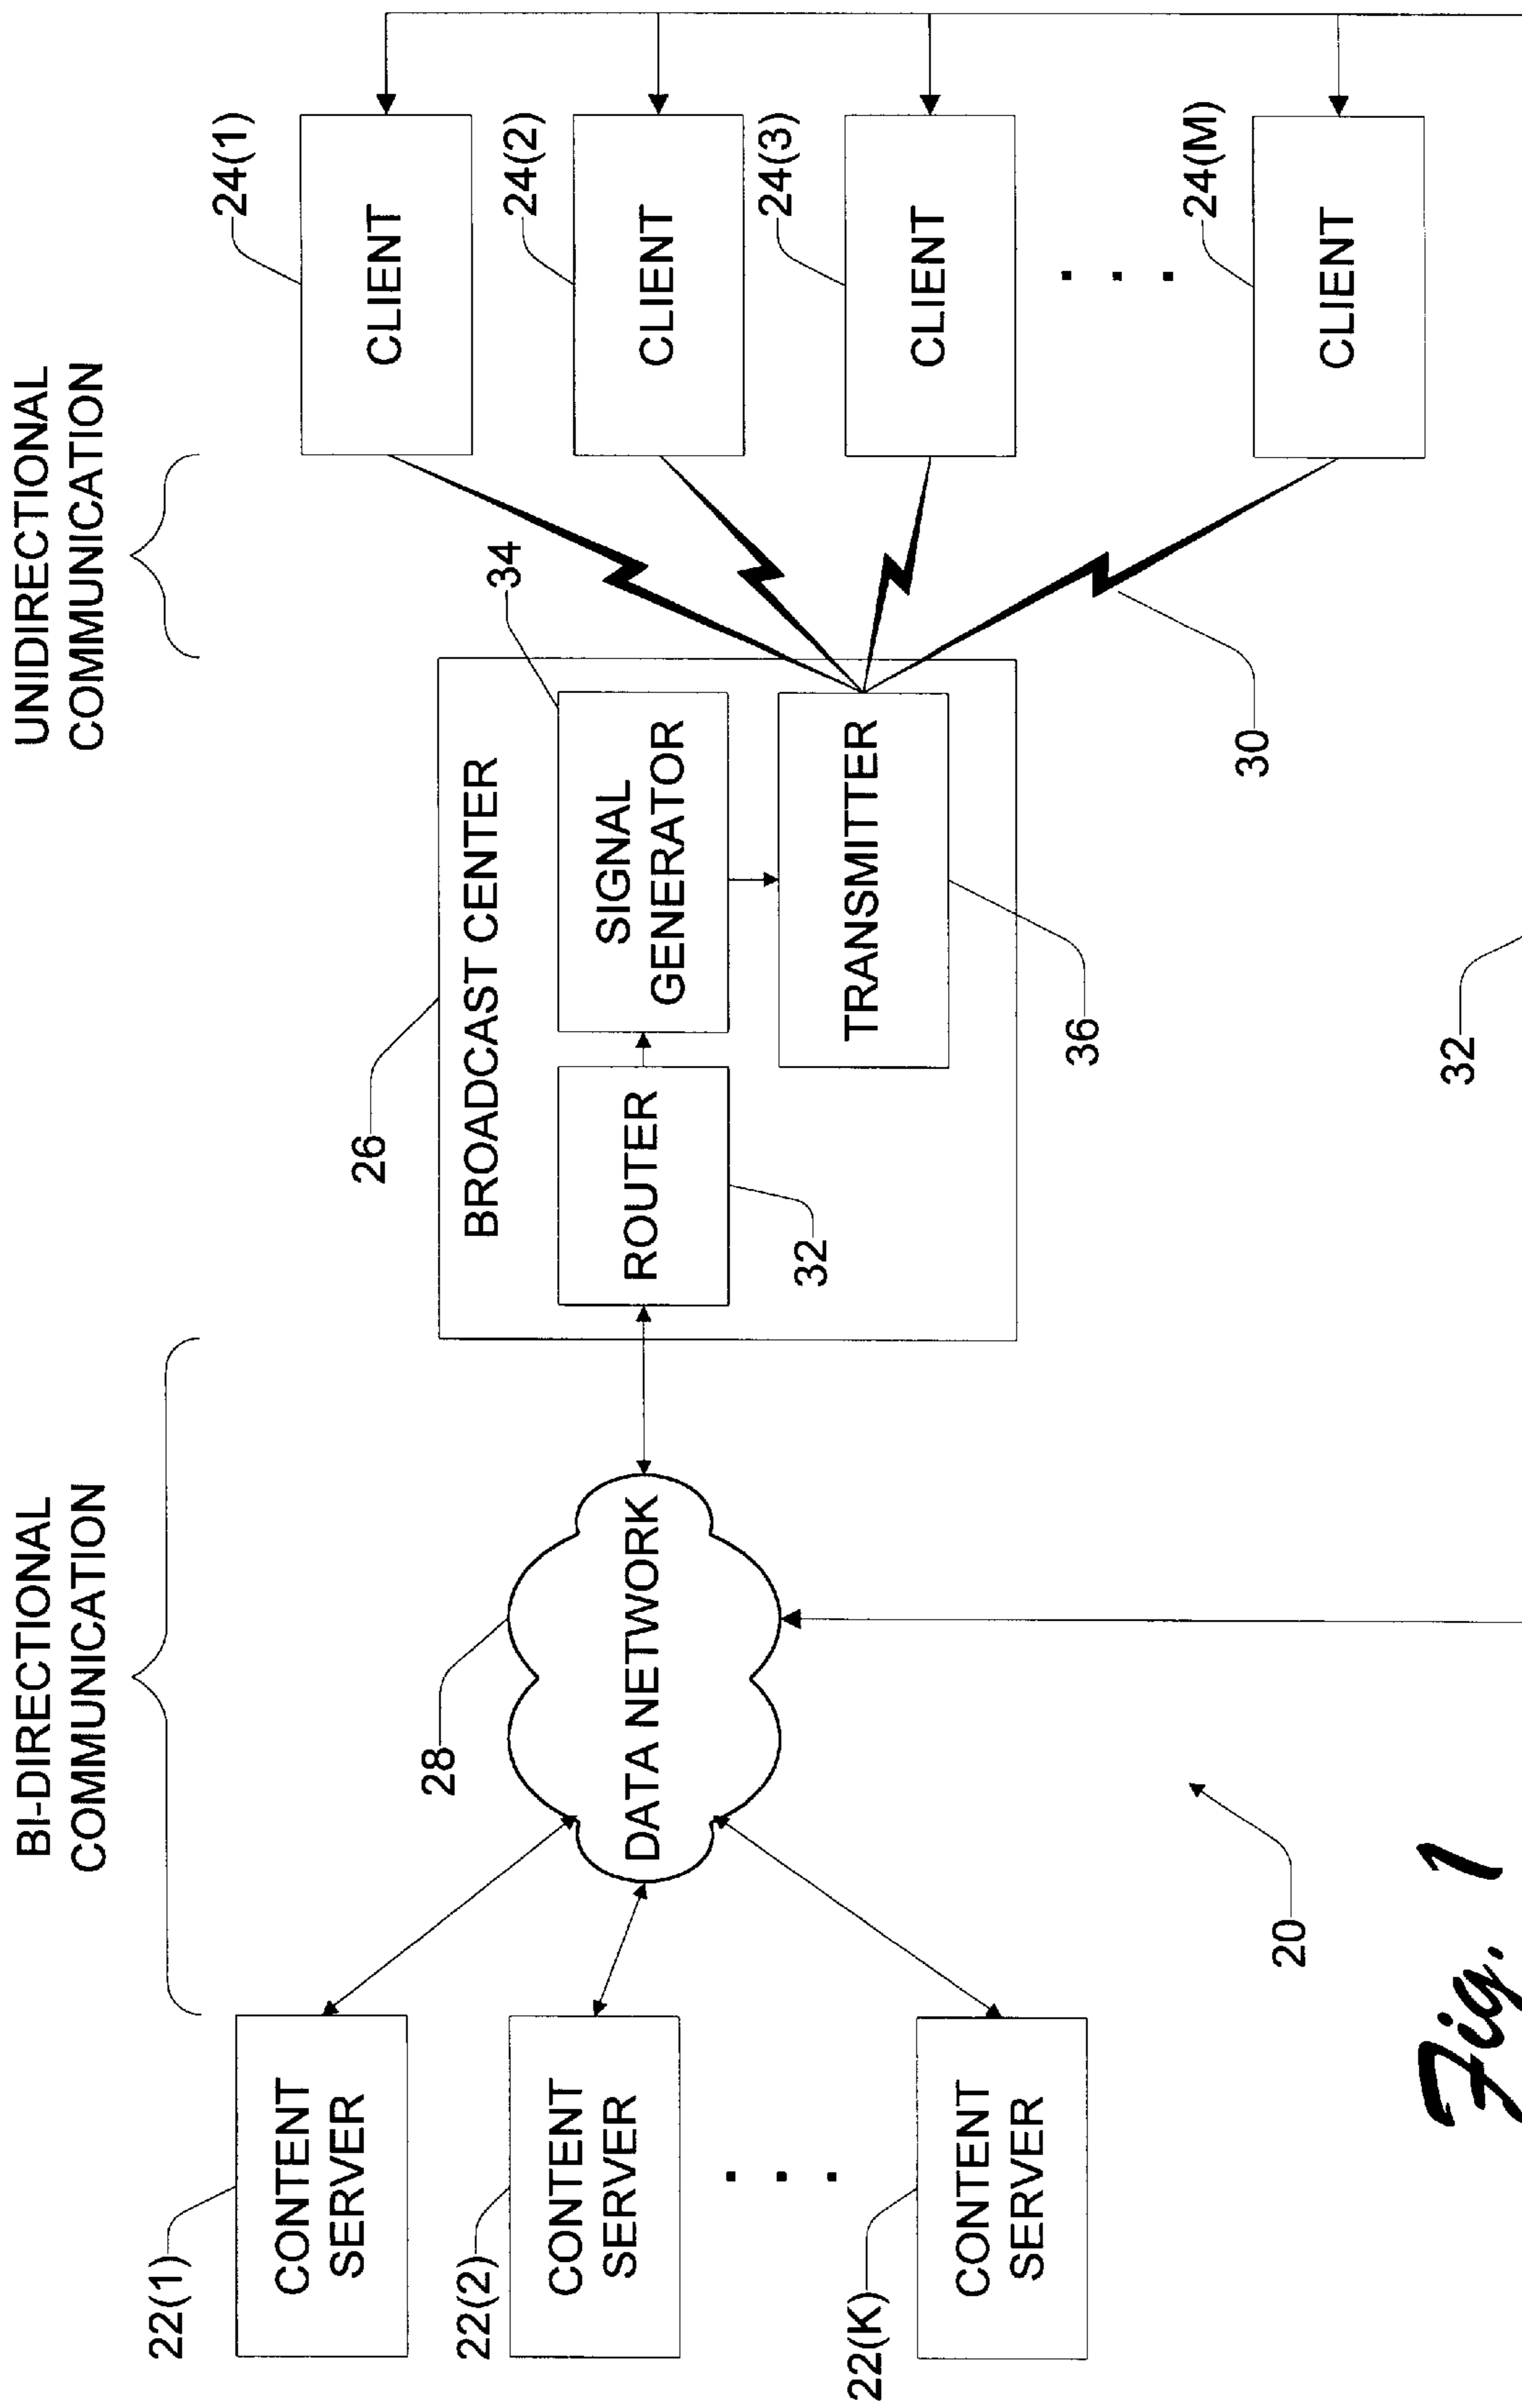 BI-DIRECTIONAL
COMMUNICATION
UNIDIRECTIONAL
COMMUNICATION
22(1)
CONTENT
SERVER
22(2)
CONTENT
SERVER
22(K)
CONTENT
SERVER
28
DATA NETWORK
26
BROADCAST CENTER
ROUTER
32
34
SIGNAL
GENERATOR
TRANSMITTER
36
24(1)
CLIENT
24(2)
CLIENT
24(3)
CLIENT
24(M)
CLIENT
30
32
20
Fig. 1